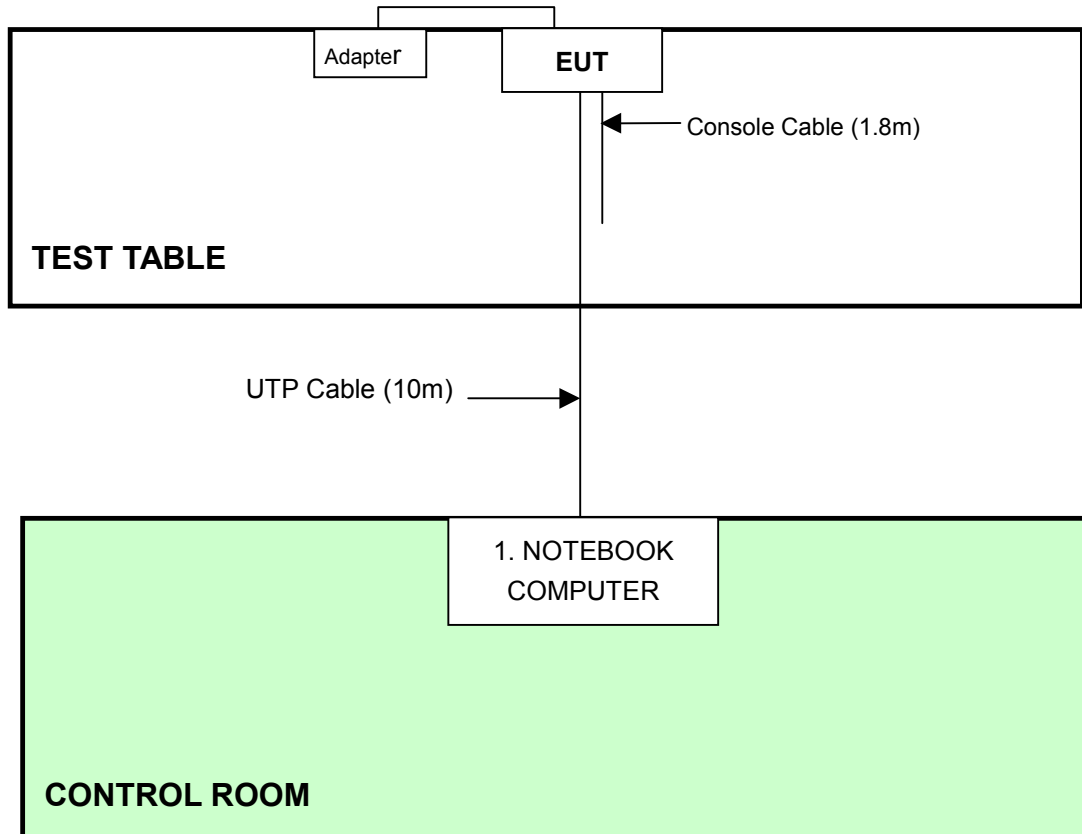 Adapter
EUT
Console Cable (1.8m)
TEST TABLE
UTP Cable (10m)
1. NOTEBOOK
COMPUTER
CONTROL ROOM